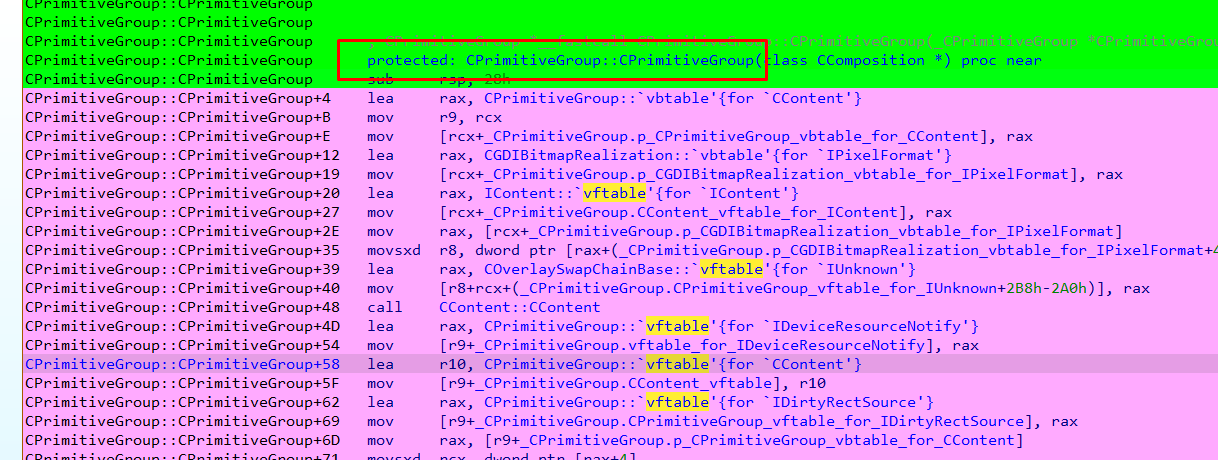 CPrimitiveGroup::CPrimitiveGroup
CPrimitiveGroup::CPrimitiveGroup
CPrimitiveGroup::CPrimitiveGroup ; CPrimitiveGroup *__fastcall CPrimitiveGroup::CPrimitiveGroup(_CPrimitiveGroup *CPrimitiveGrou
CPrimitiveGroup::CPrimitiveGroup protected: CPrimitiveGroup::CPrimitiveGroup(class CComposition *) proc near
CPrimitiveGroup::CPrimitiveGroup sub rsp, 28h
CPrimitiveGroup::CPrimitiveGroup+4 lea rax, CPrimitiveGroup::`vbtable'{for `CContent'}
CPrimitiveGroup::CPrimitiveGroup+B mov r9, rcx
CPrimitiveGroup::CPrimitiveGroup+E mov [rcx+_CPrimitiveGroup.p_CPrimitiveGroup_vbtable_for_CContent], rax
CPrimitiveGroup::CPrimitiveGroup+12 lea rax, CGDIBitmapRealization::`vbtable'{for `IPixelFormat'}
CPrimitiveGroup::CPrimitiveGroup+19 mov [rcx+_CPrimitiveGroup.p_CGDIBitmapRealization_vbtable_for_IPixelFormat], rax
CPrimitiveGroup::CPrimitiveGroup+20 lea rax, IContent::`vftable'{for `IContent'}
CPrimitiveGroup::CPrimitiveGroup+27 mov [rcx+_CPrimitiveGroup.CContent_vftable_for_IContent], rax
CPrimitiveGroup::CPrimitiveGroup+2E mov rax, [rcx+_CPrimitiveGroup.p_CGDIBitmapRealization_vbtable_for_IPixelFormat]
CPrimitiveGroup::CPrimitiveGroup+35 movsxd r8, dword ptr [rax+(_CPrimitiveGroup.p_CGDIBitmapRealization_vbtable_for_IPixelFormat+4
CPrimitiveGroup::CPrimitiveGroup+39 lea rax, COverlaySwapChainBase::`vftable'{for `IUnknown'}
CPrimitiveGroup::CPrimitiveGroup+40 mov [r8+rcx+(_CPrimitiveGroup.CPrimitiveGroup_vftable_for_IUnknown+2B8h-2A0h)], rax
CPrimitiveGroup::CPrimitiveGroup+48 call CContent::CContent
CPrimitiveGroup::CPrimitiveGroup+4D lea rax, CPrimitiveGroup::`vftable'{for `IDeviceResourceNotify'}
CPrimitiveGroup::CPrimitiveGroup+54 mov [r9+_CPrimitiveGroup.vftable_for_IDeviceResourceNotify], rax
CPrimitiveGroup::CPrimitiveGroup+58 lea r10, CPrimitiveGroup::`vftable'{for `CContent'}
CPrimitiveGroup::CPrimitiveGroup+5F mov [r9+_CPrimitiveGroup.CContent_vftable], r10
CPrimitiveGroup::CPrimitiveGroup+62 lea rax, CPrimitiveGroup::`vftable'{for `IDirtyRectSource'}
CPrimitiveGroup::CPrimitiveGroup+69 mov [r9+_CPrimitiveGroup.CPrimitiveGroup_vftable_for_IDirtyRectSource], rax
CPrimitiveGroup::CPrimitiveGroup+6D mov rax, [r9+_CPrimitiveGroup.p_CPrimitiveGroup_vbtable_for_CContent]
CPrimitiveGroup::CPrimitiveGroup+71 movsxd rcx, dword ptr [rax+4]